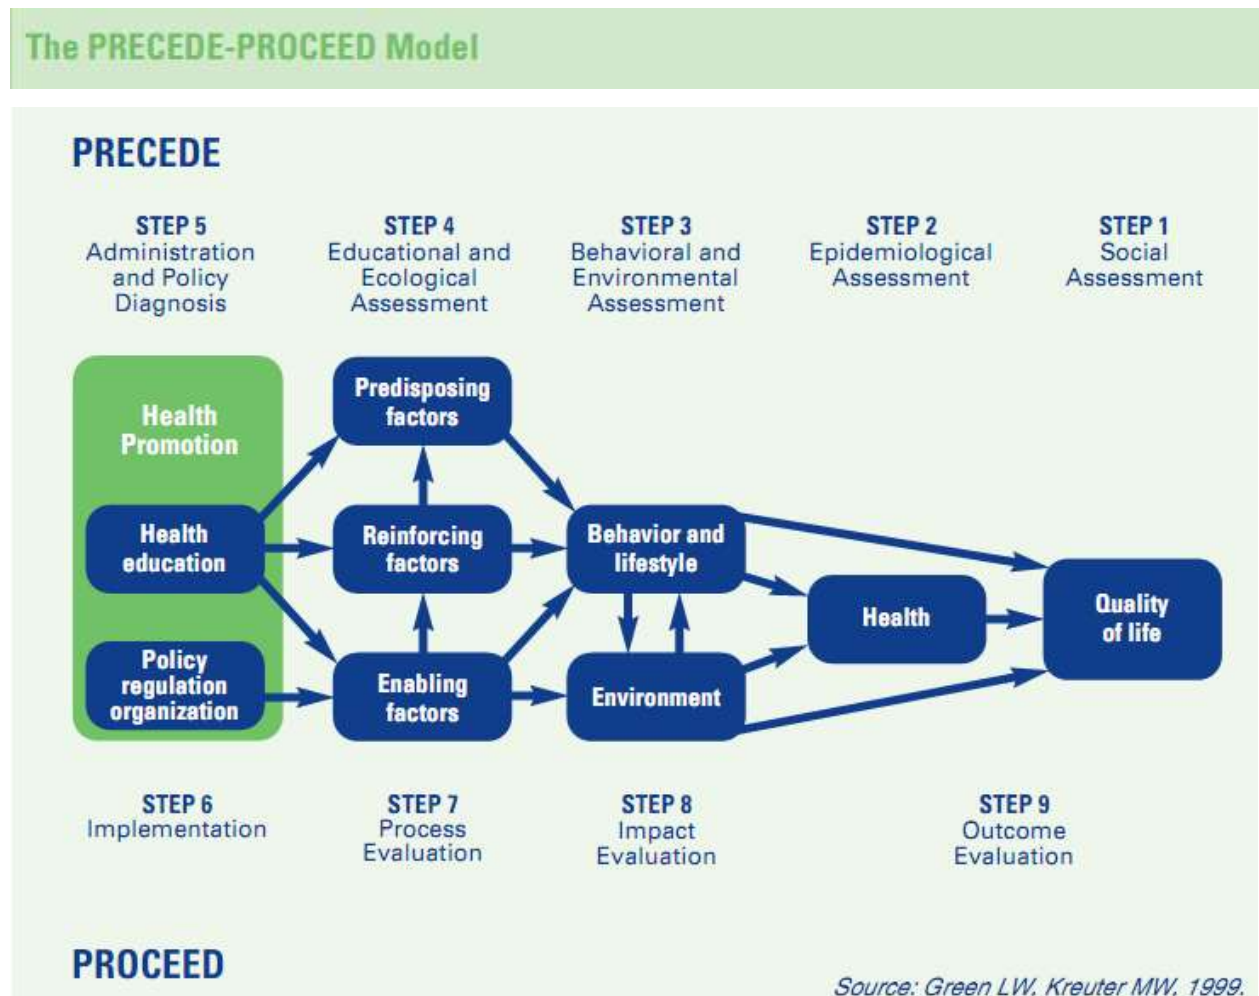 The PRECEDE-PROCEED Model
PRECEDE
STEP 5
Administration
and Policy
Diagnosis
STEP 4
Educational and
Ecological
Assessment
STEP 3
Behavioral and
Environmental
Assessment
STEP 2
Epidemiological
Assessment
STEP 1
Social
Assessment
Health
Promotion
Health
education
Policy
regulation
organization
Predisposing
factors
Reinforcing
factors
Enabling
factors
Behavior and
lifestyle
Environment
Health
Quality
of life
STEP 6
Implementation
STEP 7
Process
Evaluation
STEP 8
Impact
Evaluation
STEP 9
Outcome
Evaluation
PROCEED
Source: Green LW. Kreuter MW. 1999.